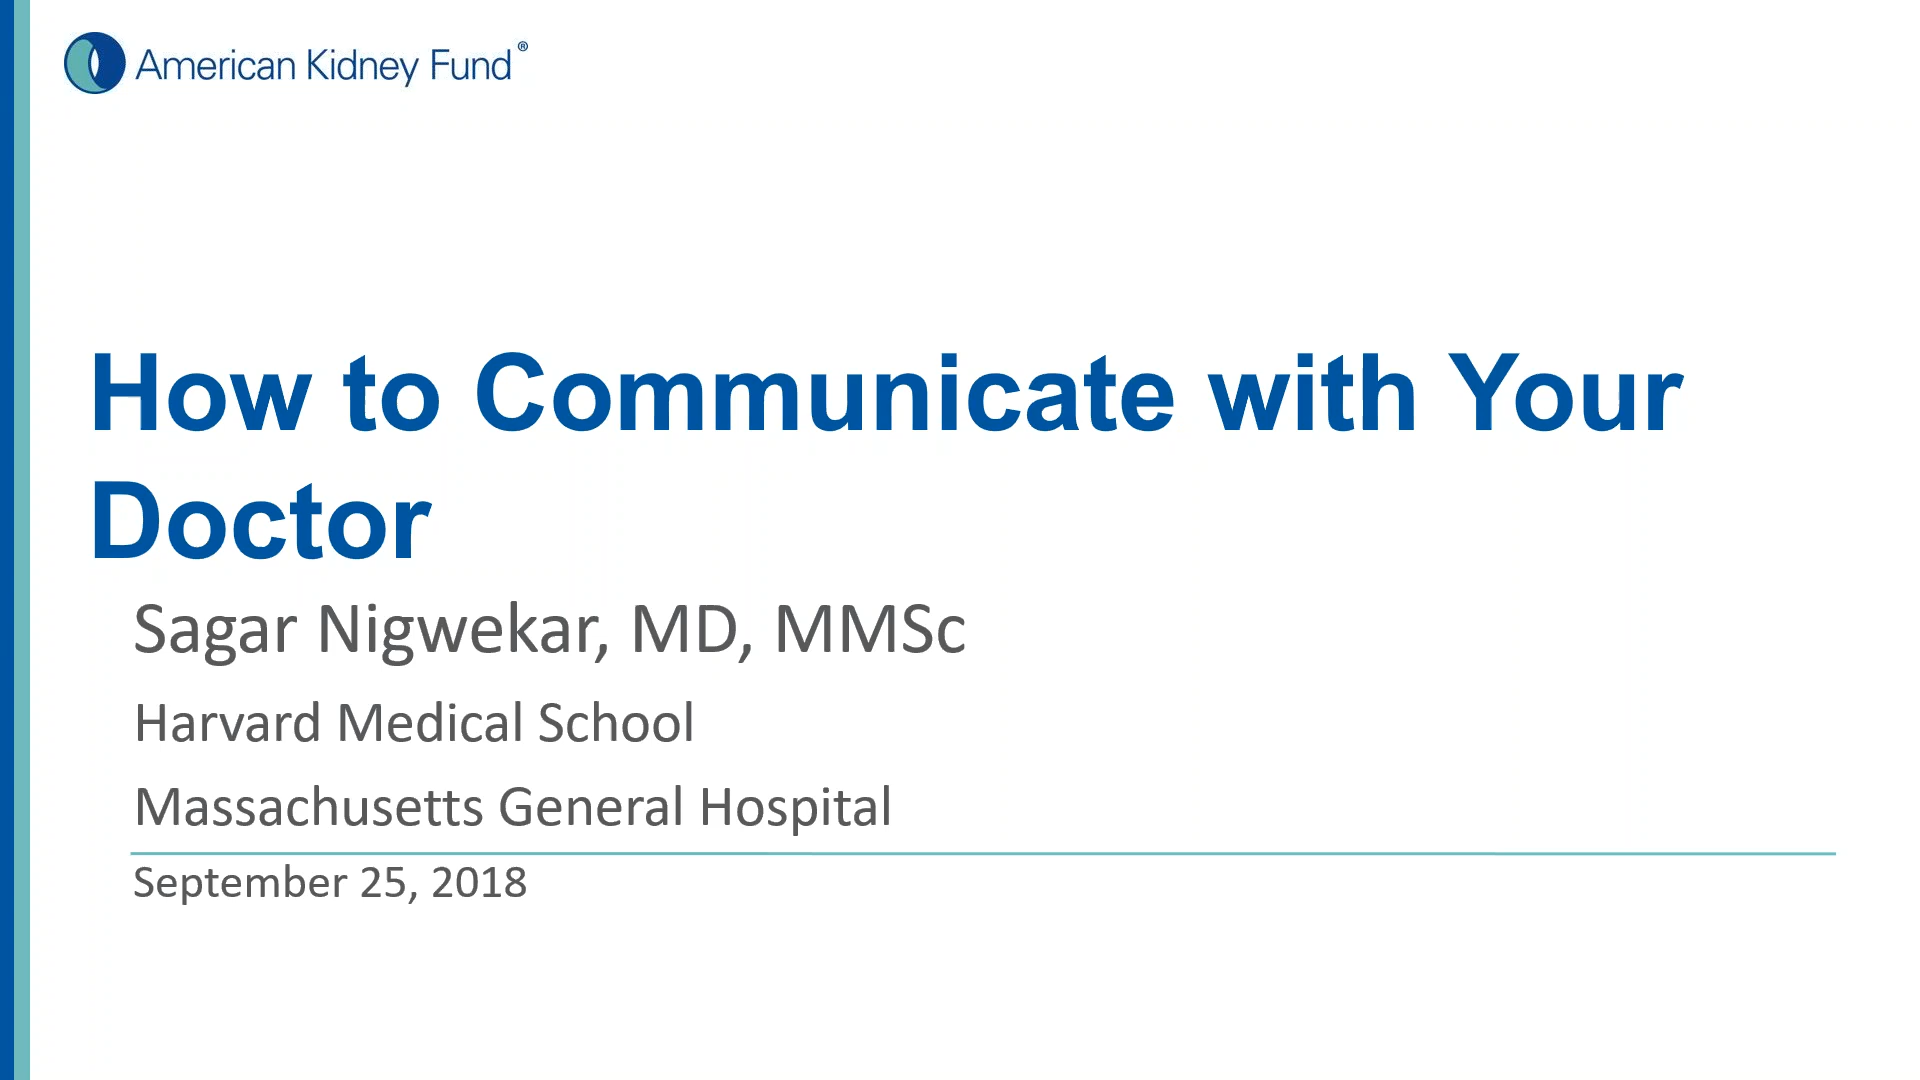 American Kidney Fund®
How to Communicate with Your
Doctor
Sagar Nigwekar, MD, MMSc
Harvard Medical School
Massachusetts General Hospital
September 25, 2018